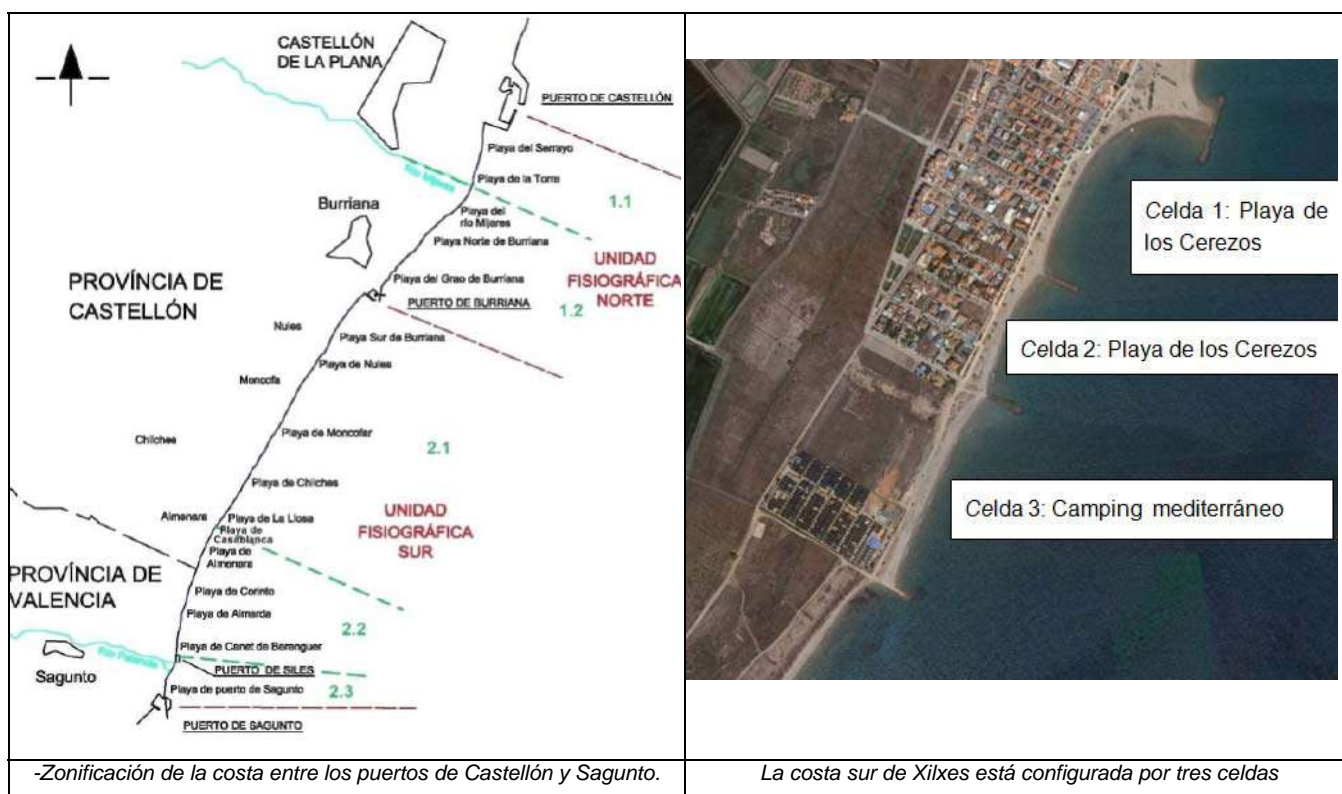 CASTELLÓN
DE LA PLANA
PUERTO DE CASTELLÓN
Playa del Serrayo
Río Mijares
Playa de la Torre
1.1
Burriana
Playa del
río Mijares
Playa Norte de Burriana
UNIDAD
FISIOGRÁFICA
NORTE
PROVÍNCIA DE
CASTELLÓN
Playa del Grao de Burriana
PUERTO DE BURRIANA
1.2
Nules
Playa Sur de Burriana
Playa de Nules
Moncofa
Playa de Moncofar
2.1
Chilches
Playa de Chilches
Almenara
Playa de La Llosa
Playa de
Casablanca
UNIDAD
FISIOGRÁFICA
SUR
Playa de
Almenara
PROVÍNCIA DE
VALENCIA
Playa de Corinto
Playa de Almarda
2.2
Río Palancia
Playa de Canet de Berenguer
Sagunto
PUERTO DE SILES
Playa de puerto de Sagunto
2.3
PUERTO DE SAGUNTO
Celda 1: Playa de
los Cerezos
Celda 2: Playa de los Cerezos
Celda 3: Camping mediterráneo
-Zonificación de la costa entre los puertos de Castellón y Sagunto.
La costa sur de Xilxes está configurada por tres celdas